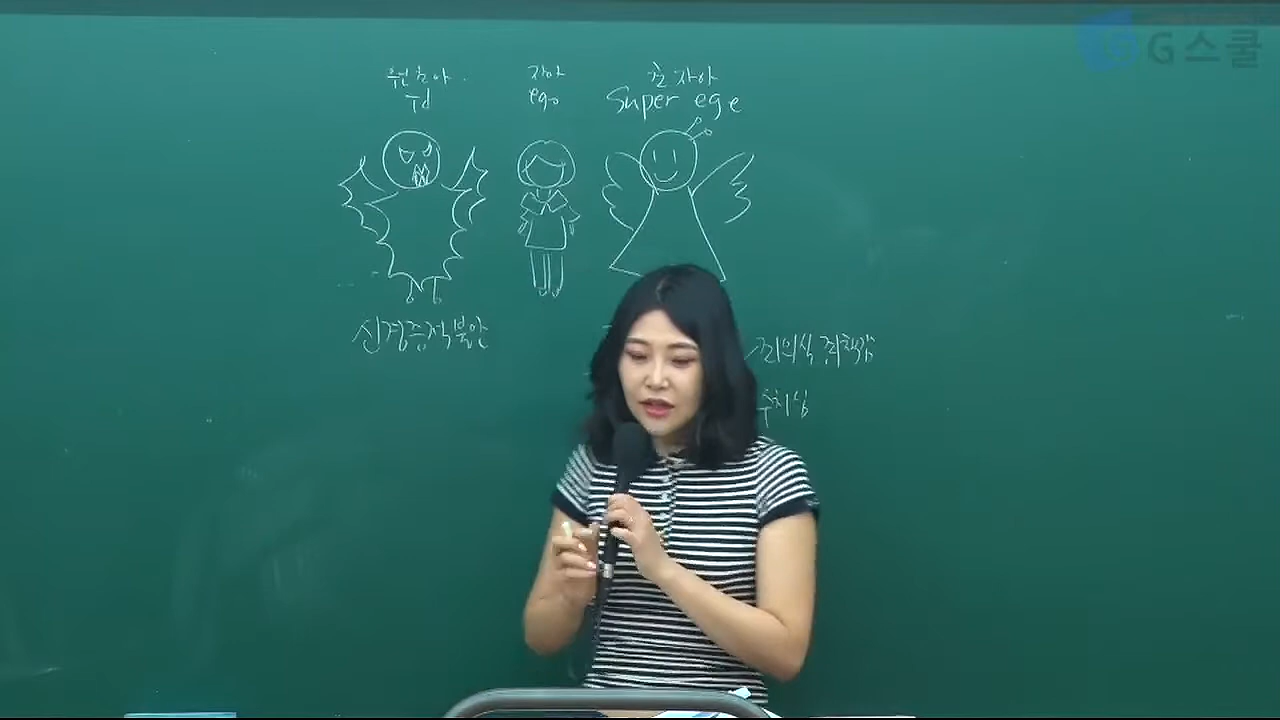 G스쿨
원초아 자아 초자아
Id ego Super ege
신경증적 불안
죄의식 죄책감
수치심